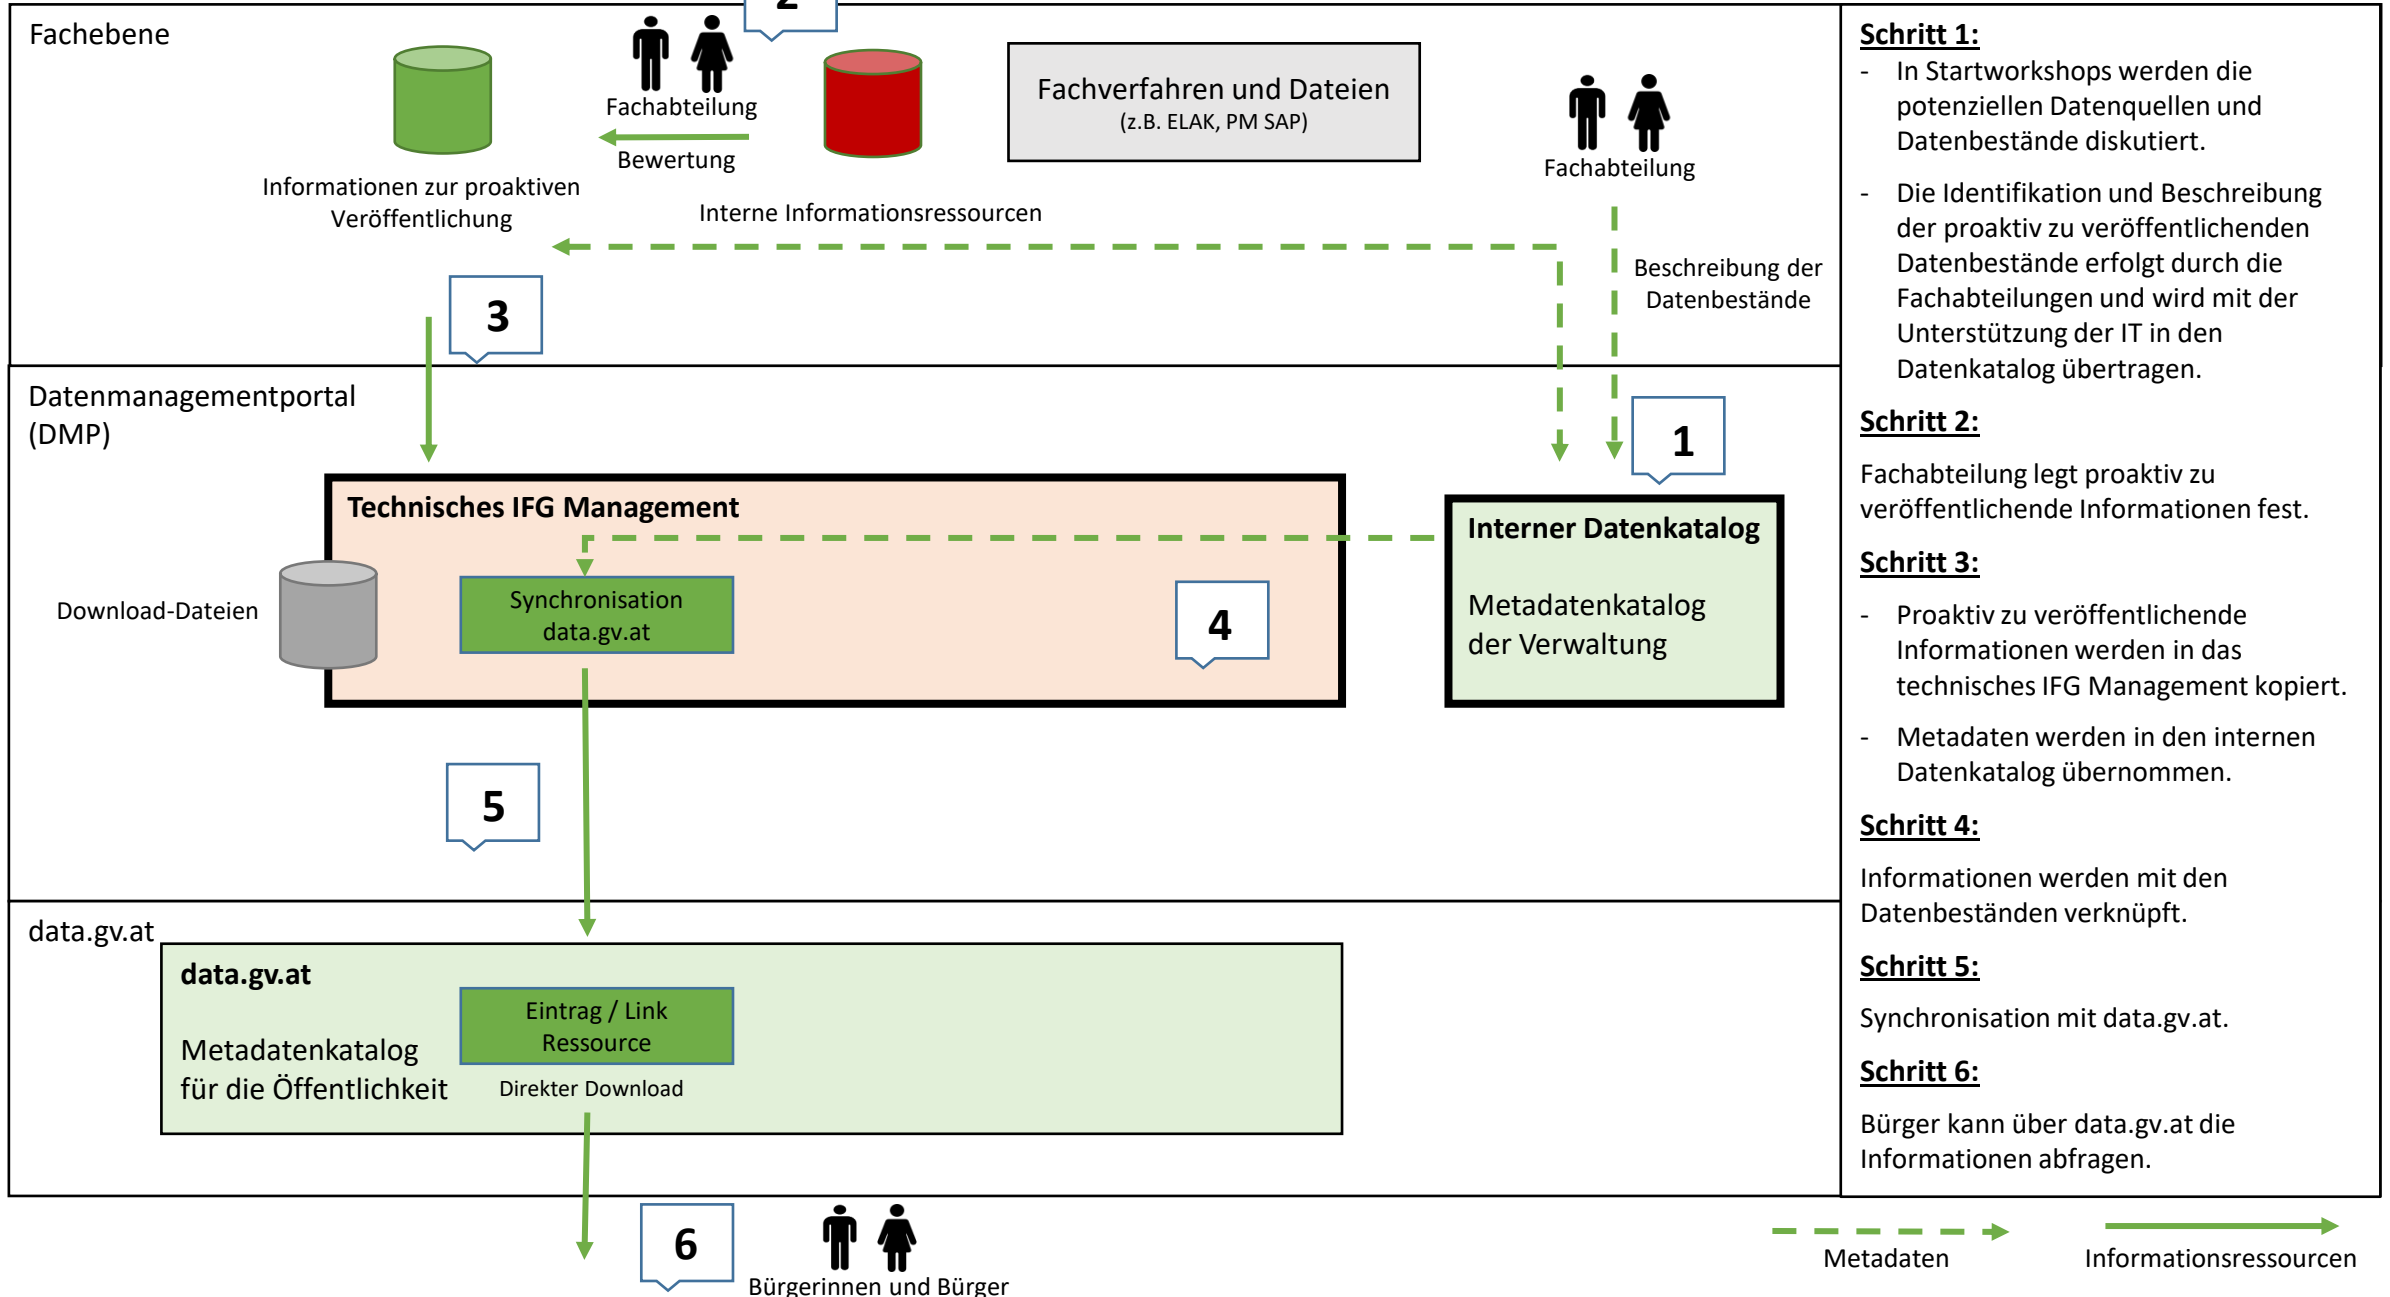 2
Fachebene
Fachabteilung
Bewertung
Informationen zur proaktiven
Veröffentlichung
Interne Informationsressourcen
Fachverfahren und Dateien
(z.B. ELAK, PM SAP)
Fachabteilung
Beschreibung der
Datenbestände
3
Datenmanagementportal
(DMP)
1
Technisches IFG Management
Download-Dateien
Synchronisation
data.gv.at
4
Interner Datenkatalog
Metadatenkatalog
der Verwaltung
5
data.gv.at
data.gv.at
Metadatenkatalog
für die Öffentlichkeit
Eintrag / Link
Ressource
Direkter Download
6
Bürgerinnen und Bürger
Schritt 1:
- In Startworkshops werden die
potenziellen Datenquellen und
Datenbestände diskutiert.
- Die Identifikation und Beschreibung
der proaktiv zu veröffentlichenden
Datenbestände erfolgt durch die
Fachabteilungen und wird mit der
Unterstützung der IT in den
Datenkatalog übertragen.
Schritt 2:
Fachabteilung legt proaktiv zu
veröffentlichende Informationen fest.
Schritt 3:
- Proaktiv zu veröffentlichende
Informationen werden in das
technisches IFG Management kopiert.
- Metadaten werden in den internen
Datenkatalog übernommen.
Schritt 4:
Informationen werden mit den
Datenbeständen verknüpft.
Schritt 5:
Synchronisation mit data.gv.at.
Schritt 6:
Bürger kann über data.gv.at die
Informationen abfragen.
Metadaten
Informationsressourcen